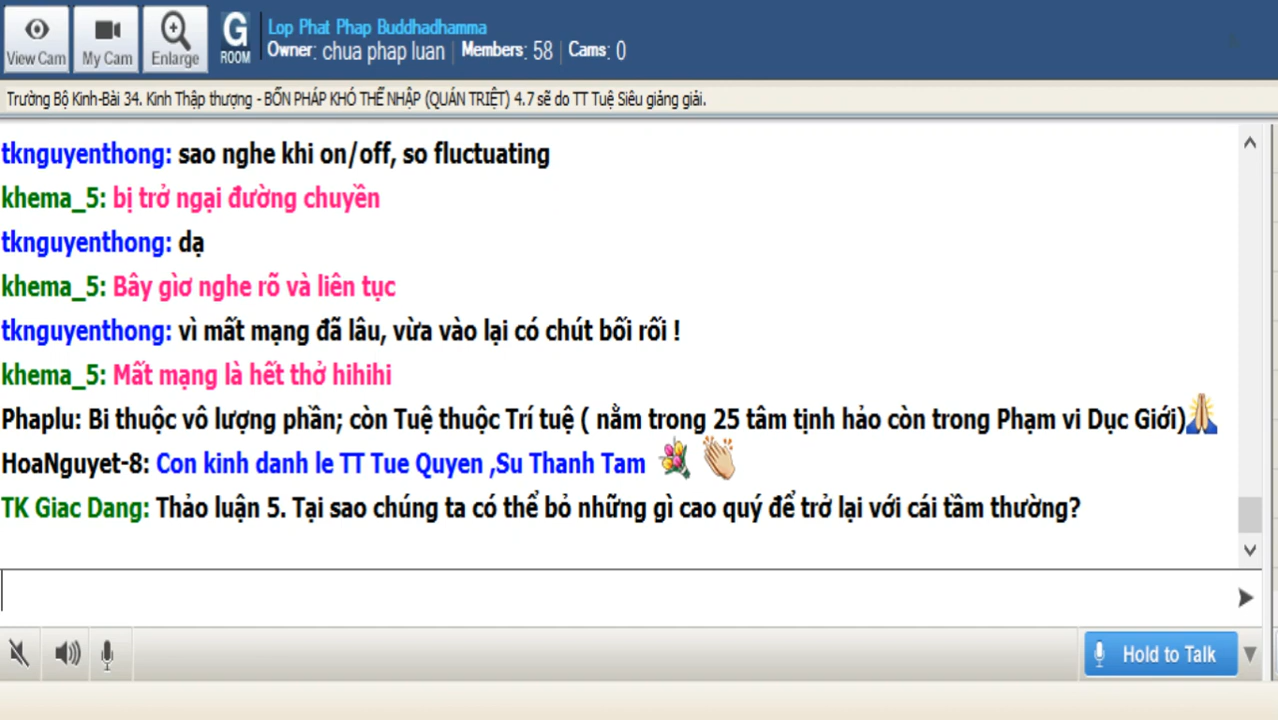 View Cam
My Cam
Enlarge
G
ROOM
Lop Phat Phap Buddhadhamma
Owner: chua phap luan | Members: 58 | Cams: 0
Trường Bộ Kinh-Bài 34. Kinh Thập thượng - BỐN PHÁP KHÓ THỂ NHẬP (QUÁN TRIỆT) 4.7 sẽ do TT Tuệ Siêu giảng giải.
tknguyenthong: sao nghe khi on/off, so fluctuating
khema_5: bị trở ngại đường chuyền
tknguyenthong: dạ
khema_5: Bây gìơ nghe rõ và liên tục
tknguyenthong: vì mất mạng đã lâu, vừa vào lại có chút bối rối !
khema_5: Mất mạng là hết thở hihihi
Phaplu: Bi thuộc vô lượng phần; còn Tuệ thuộc Trí tuệ ( nằm trong 25 tâm tịnh hảo còn trong Phạm vi Dục Giới)
HoaNguyet-8: Con kinh danh le TT Tue Quyen ,Su Thanh Tam
TK Giac Dang: Thảo luận 5. Tại sao chúng ta có thể bỏ những gì cao quý để trở lại với cái tầm thường?
Hold to Talk